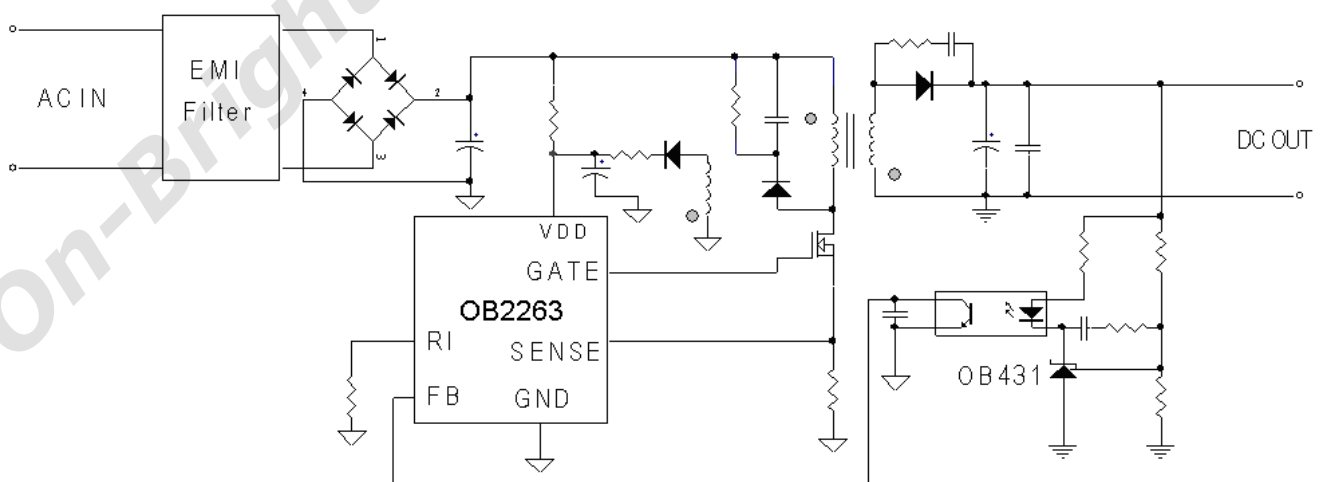 On-Bright
EMI
Filter
AC IN
1
2
3
4
DC OUT
VDD
GATE
OB2263
RI
SENSE
FB
GND
OB431